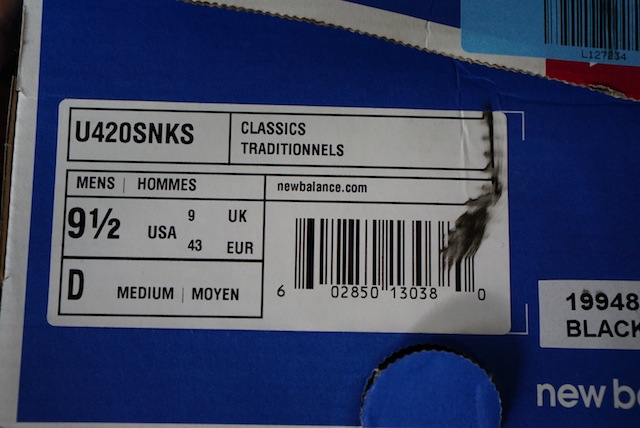 L127234
U420SNKS
CLASSICS
TRADITIONNELS
MENS | HOMMES
newbalance.com
9½ USA 9 UK
43 EUR
D MEDIUM | MOYEN
6 02850 13038 0
19948
BLACK
new b